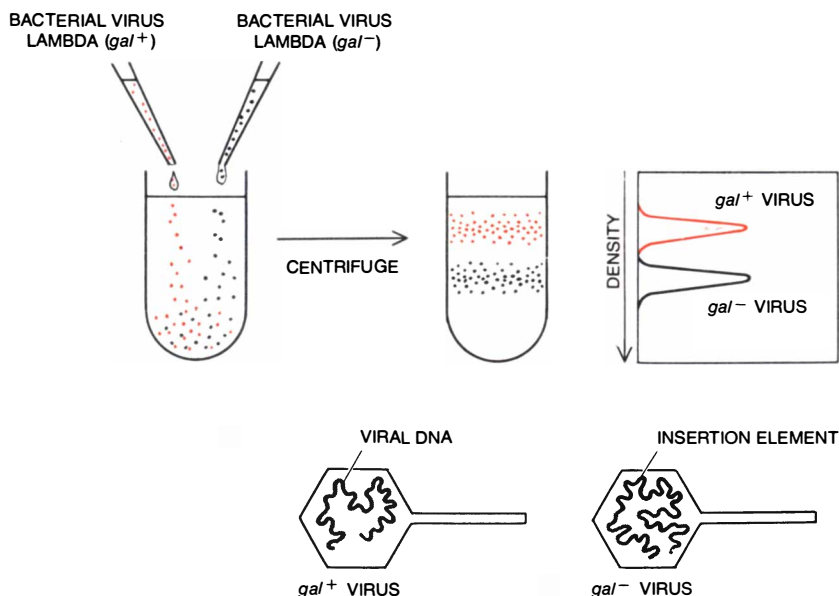 BACTERIAL VIRUS
LAMBDA (gal+)
BACTERIAL VIRUS
LAMBDA (gal−)
CENTRIFUGE
DENSITY
gal+ VIRUS
gal− VIRUS
VIRAL DNA
INSERTION ELEMENT
gal+ VIRUS
gal− VIRUS